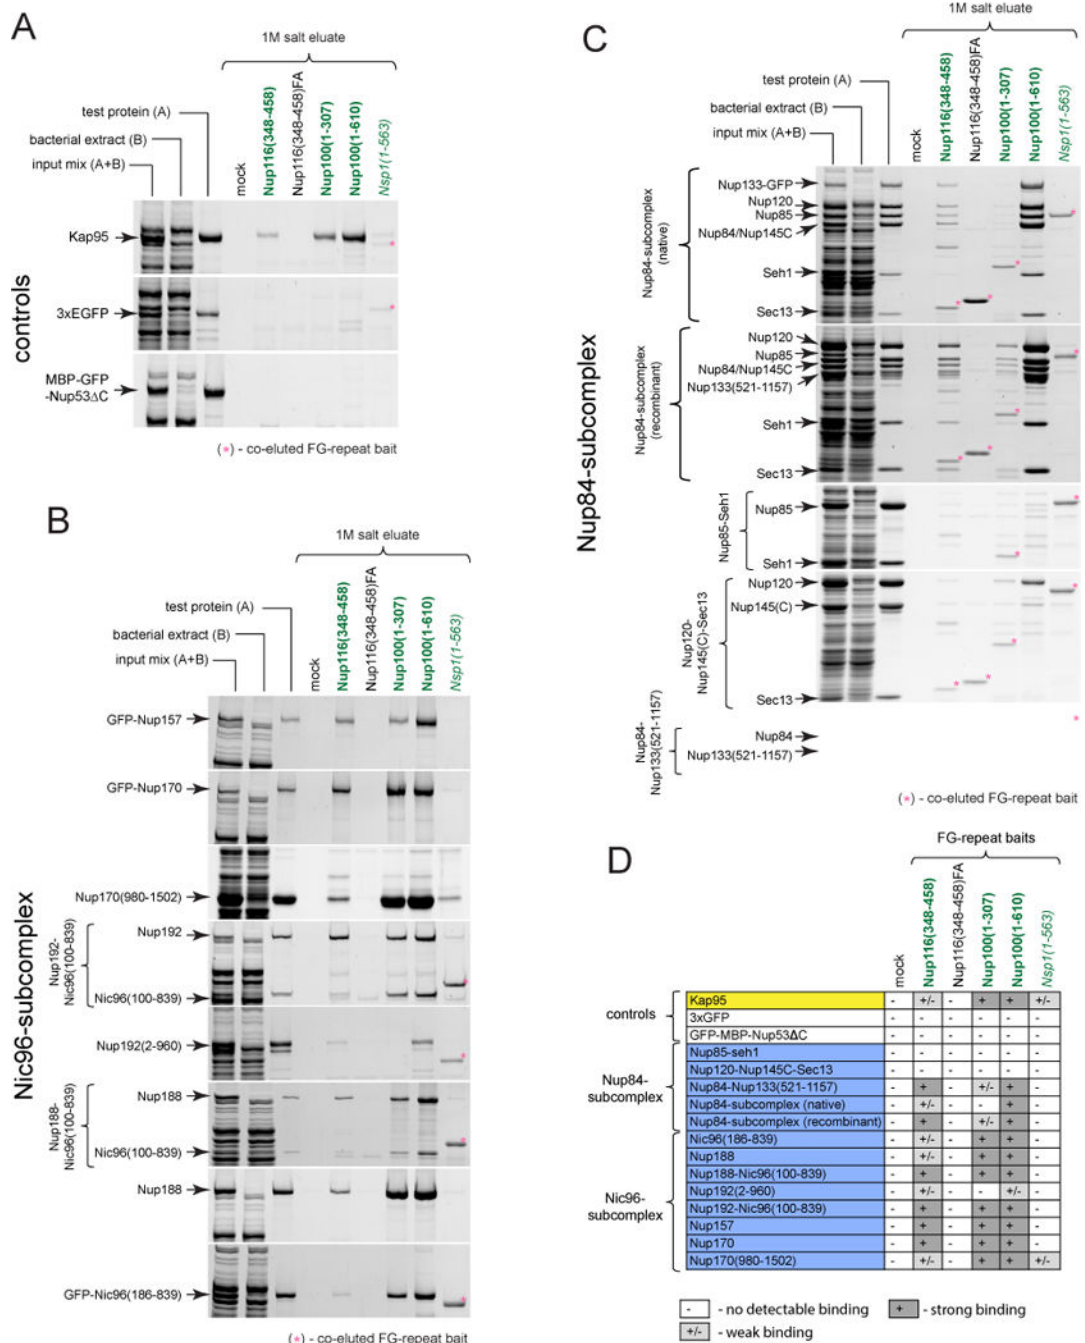 A
1M salt eluate
test protein (A)
bacterial extract (B)
input mix (A+B)
mock
Nup116(348-458)
Nup116(348-458)FA
Nup100(1-307)
Nup100(1-610)
Nsp1(1-563)
controls
Kap95
*
3xEGFP
*
MBP-GFP
-Nup53ΔC
(*) - co-eluted FG-repeat bait
B
1M salt eluate
test protein (A)
bacterial extract (B)
input mix (A+B)
mock
Nup116(348-458)
Nup116(348-458)FA
Nup100(1-307)
Nup100(1-610)
Nsp1(1-563)
Nic96-subcomplex
GFP-Nup157
GFP-Nup170
Nup170(980-1502)
Nup192-
Nic96(100-839)
Nup192
*
Nic96(100-839)
Nup192(2-960)
*
Nup188-
Nic96(100-839)
Nup188
*
Nic96(100-839)
Nup188
GFP-Nic96(186-839)
*
(*) - co-eluted FG-repeat bait
C
1M salt eluate
test protein (A)
bacterial extract (B)
input mix (A+B)
mock
Nup116(348-458)
Nup116(348-458)FA
Nup100(1-307)
Nup100(1-610)
Nsp1(1-563)
Nup84-subcomplex
Nup84-subcomplex
(native)
Nup133-GFP
Nup120
Nup85
Nup84/Nup145C
Seh1
Sec13
* * * *
Nup84-subcomplex
(recombinant)
Nup120
Nup85
Nup84/Nup145C
Nup133(521-1157)
Seh1
Sec13
* * * *
Nup85-Seh1
Nup85
Seh1
* *
Nup120-
Nup145(C)-Sec13
Nup120
Nup145(C)
Sec13
* * * *
Nup84-
Nup133(521-1157)
Nup84
Nup133(521-1157)
*
(*) - co-eluted FG-repeat bait
D
FG-repeat baits
mock
Nup116(348-458)
Nup116(348-458)FA
Nup100(1-307)
Nup100(1-610)
Nsp1(1-563)
controls
Kap95 - +/- - + + +/-
3xGFP - - - - - -
GFP-MBP-Nup53ΔC - - - - - -
Nup84-
subcomplex
Nup85-seh1 - - - - - -
Nup120-Nup145C-Sec13 - - - - - -
Nup84-Nup133(521-1157) - + - +/- + -
Nup84-subcomplex (native) - +/- - - + -
Nup84-subcomplex (recombinant) - + - +/- + -
Nic96-
subcomplex
Nic96(186-839) - +/- - + + -
Nup188 - +/- - + + -
Nup188-Nic96(100-839) - + - + + -
Nup192(2-960) - +/- - - +/- -
Nup192-Nic96(100-839) - + - + + -
Nup157 - + - + + -
Nup170 - + - + + -
Nup170(980-1502) - +/- - + + +/-
- - no detectable binding
+ - strong binding
+/- - weak binding